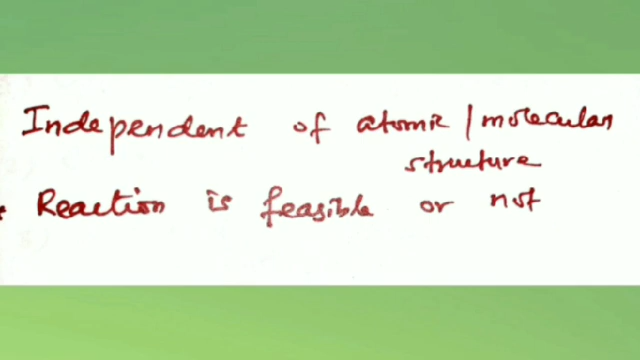 Independent of atomic / molecular
structure
* Reaction is feasible or not